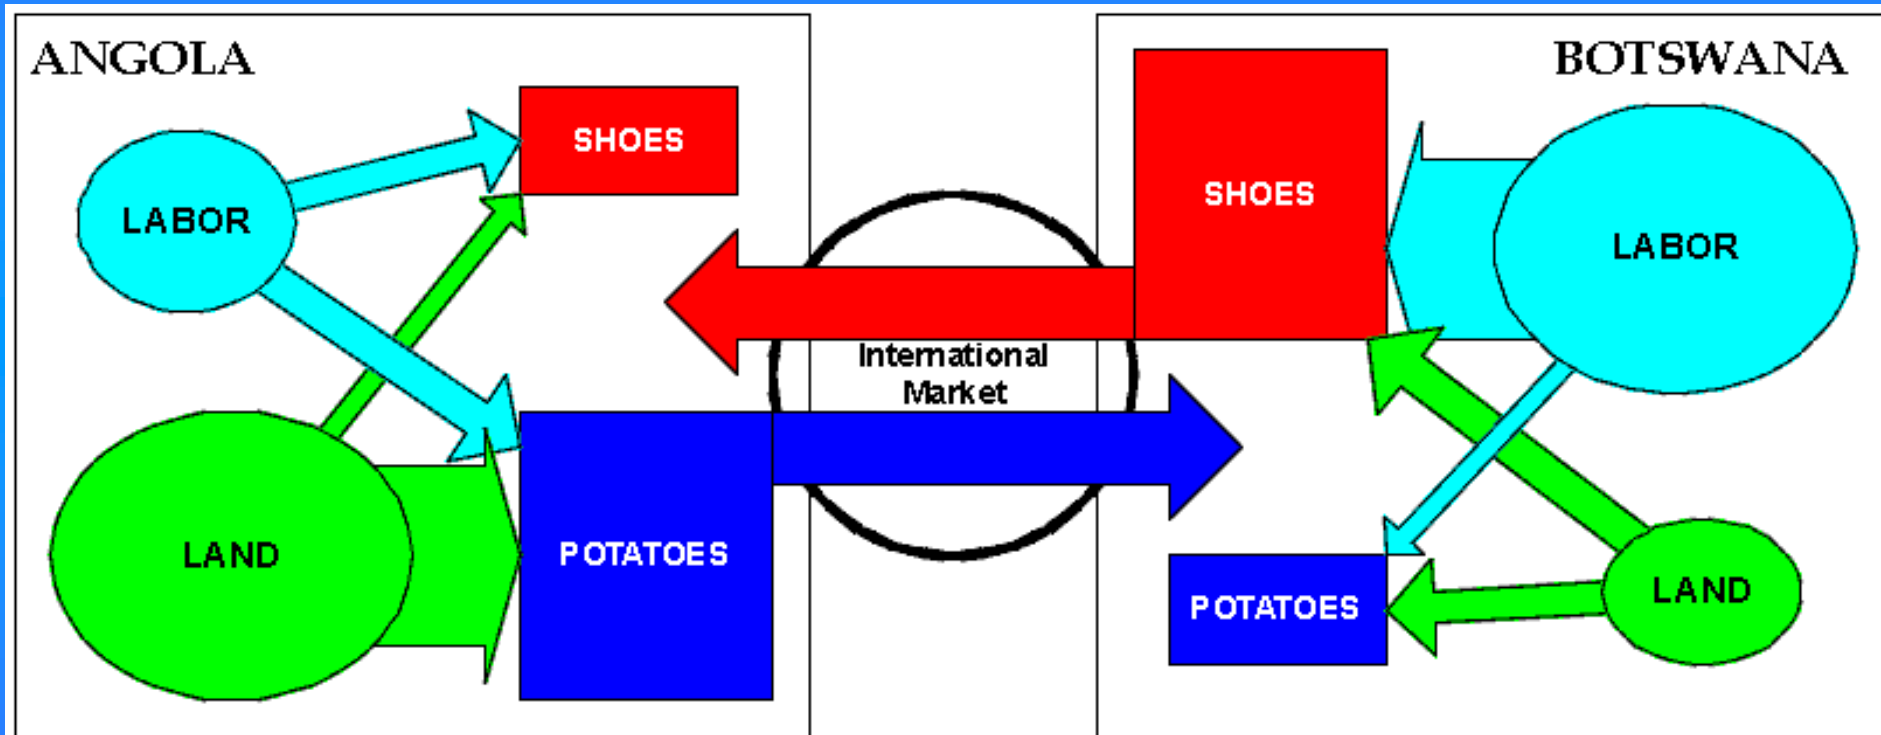 ANGOLA
SHOES
LABOR
LAND
POTATOES
International
Market
BOTSWANA
SHOES
LABOR
POTATOES
LAND